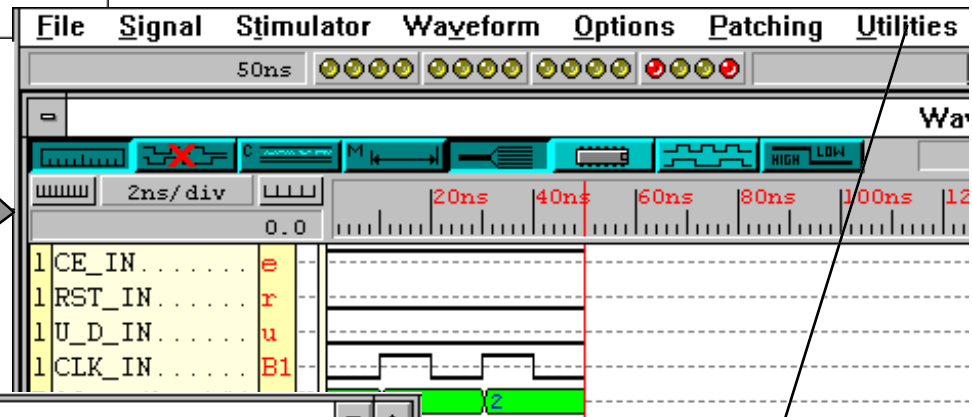 File Signal Stimulator Waveform Options Patching Utilities
50ns
Wav
C M HIGH LOW
2ns/div 20ns 40ns 60ns 80ns 100ns 12
0.0
1 CE_IN....... e
1 RST_IN...... r
1 U_D_IN...... u
1 CLK_IN...... B1
2